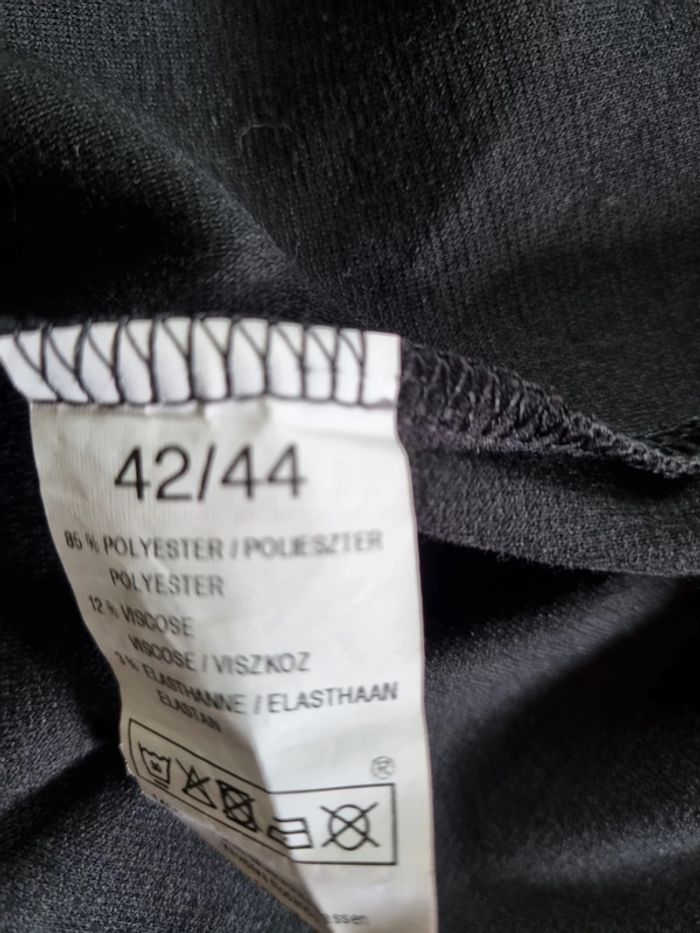 42/44
85 % POLYESTER / POLIESZTER
POLYESTER
12 % VISCOSE
VISCOSE / VISZKOZ
3 % ELASTHANNE / ELASTHAAN
ELASTAN
®